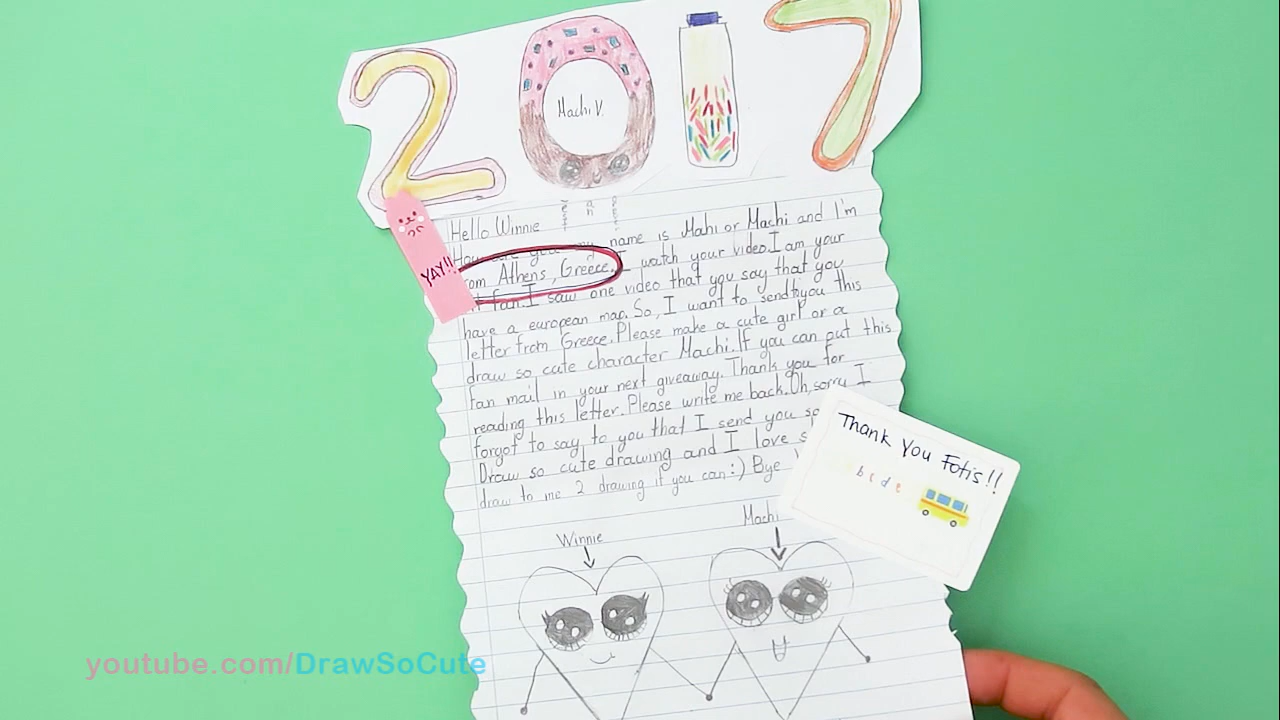 2017
Machi V.
Hello Winnie
name is Mahi or Machi and I'm
from Athens, Greece. I watch your video. I am your
fan. I saw one video that you say that you
have a european map. So, I want to send you this
letter from Greece. Please make a cute girl or a
draw so cute character Machi. If you can put this
fan mail in your next giveaway. Thank you for
reading this letter. Please write me back. Oh, sorry I
forgot to say to you that I send you
Draw so cute drawing and I love
draw to me 2 drawing if you can:) Bye
YAY!!
Thank You Fotis!!
b c d e
Winnie
Machi
youtube.com/DrawSoCute